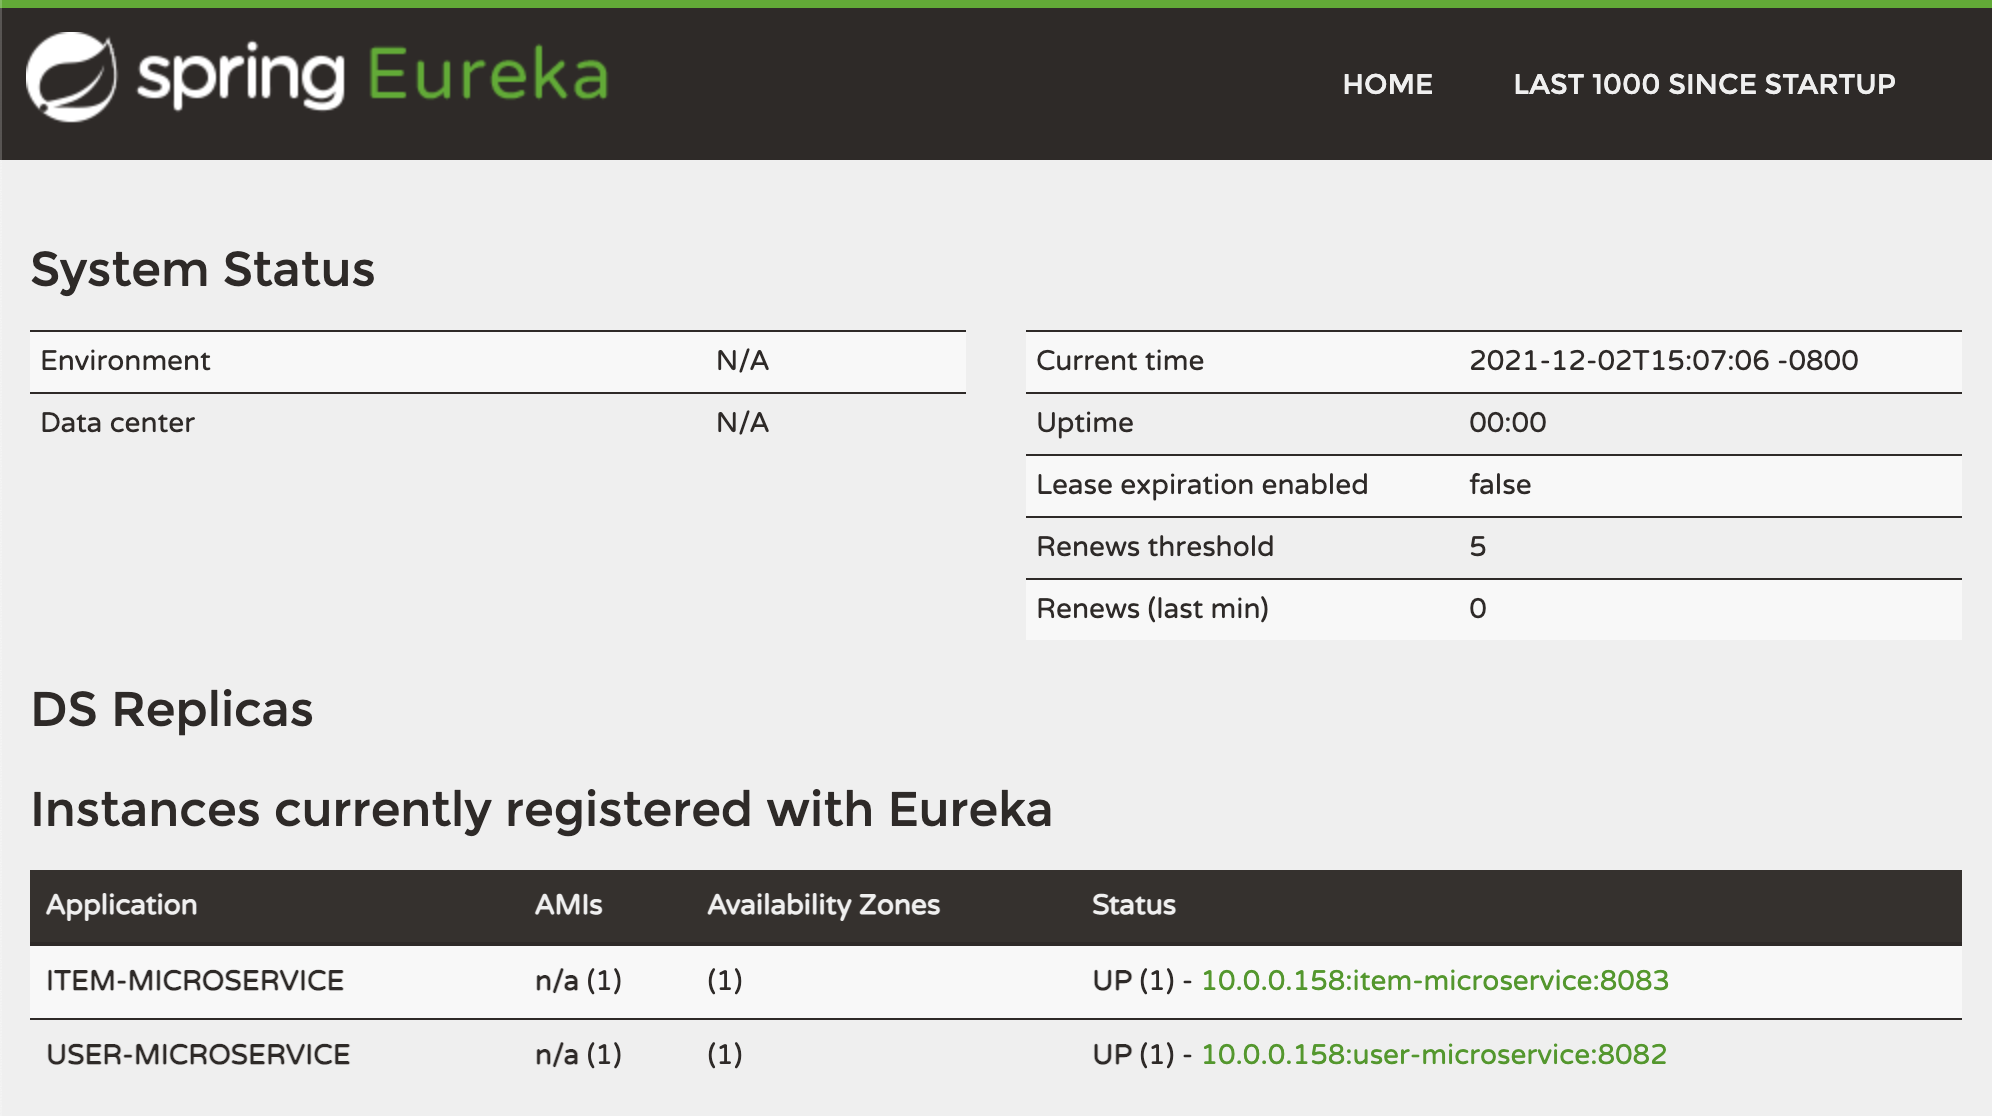 spring Eureka
HOME LAST 1000 SINCE STARTUP
System Status
Environment N/A
Data center N/A
Current time 2021-12-02T15:07:06 -0800
Uptime 00:00
Lease expiration enabled false
Renews threshold 5
Renews (last min) 0
DS Replicas
Instances currently registered with Eureka
Application AMIs Availability Zones Status
ITEM-MICROSERVICE n/a (1) (1) UP (1) - 10.0.0.158:item-microservice:8083
USER-MICROSERVICE n/a (1) (1) UP (1) - 10.0.0.158:user-microservice:8082